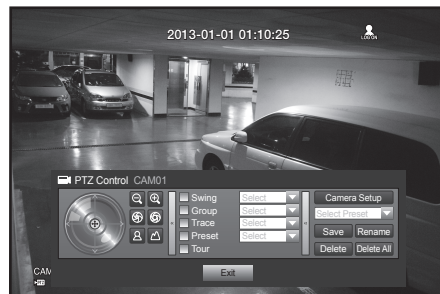 2013-01-01 01:10:25
LOG ON
PTZ Control CAM01
Swing Select Camera Setup
Group Select Select Preset
Trace Select
Preset Select Save Rename
Tour Delete Delete All
Exit
CAM